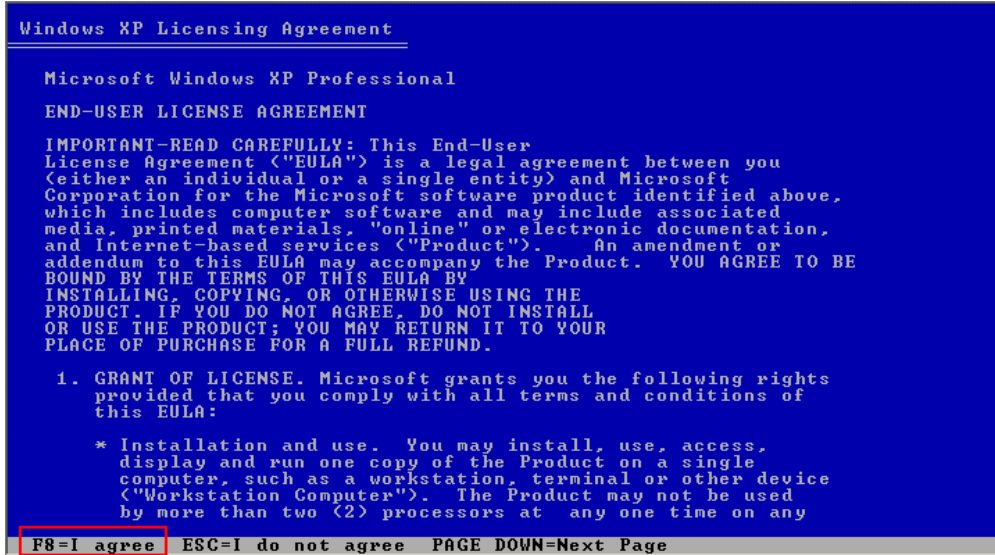 Windows XP Licensing Agreement
Microsoft Windows XP Professional
END-USER LICENSE AGREEMENT
IMPORTANT-READ CAREFULLY: This End-User
License Agreement ("EULA") is a legal agreement between you
(either an individual or a single entity) and Microsoft
Corporation for the Microsoft software product identified above,
which includes computer software and may include associated
media, printed materials, "online" or electronic documentation,
and Internet-based services ("Product"). An amendment or
addendum to this EULA may accompany the Product. YOU AGREE TO BE
BOUND BY THE TERMS OF THIS EULA BY
INSTALLING, COPYING, OR OTHERWISE USING THE
PRODUCT. IF YOU DO NOT AGREE, DO NOT INSTALL
OR USE THE PRODUCT; YOU MAY RETURN IT TO YOUR
PLACE OF PURCHASE FOR A FULL REFUND.
1. GRANT OF LICENSE. Microsoft grants you the following rights
provided that you comply with all terms and conditions of
this EULA:
* Installation and use. You may install, use, access,
display and run one copy of the Product on a single
computer, such as a workstation, terminal or other device
("Workstation Computer"). The Product may not be used
by more than two (2) processors at any one time on any
F8=I agree ESC=I do not agree PAGE DOWN=Next Page